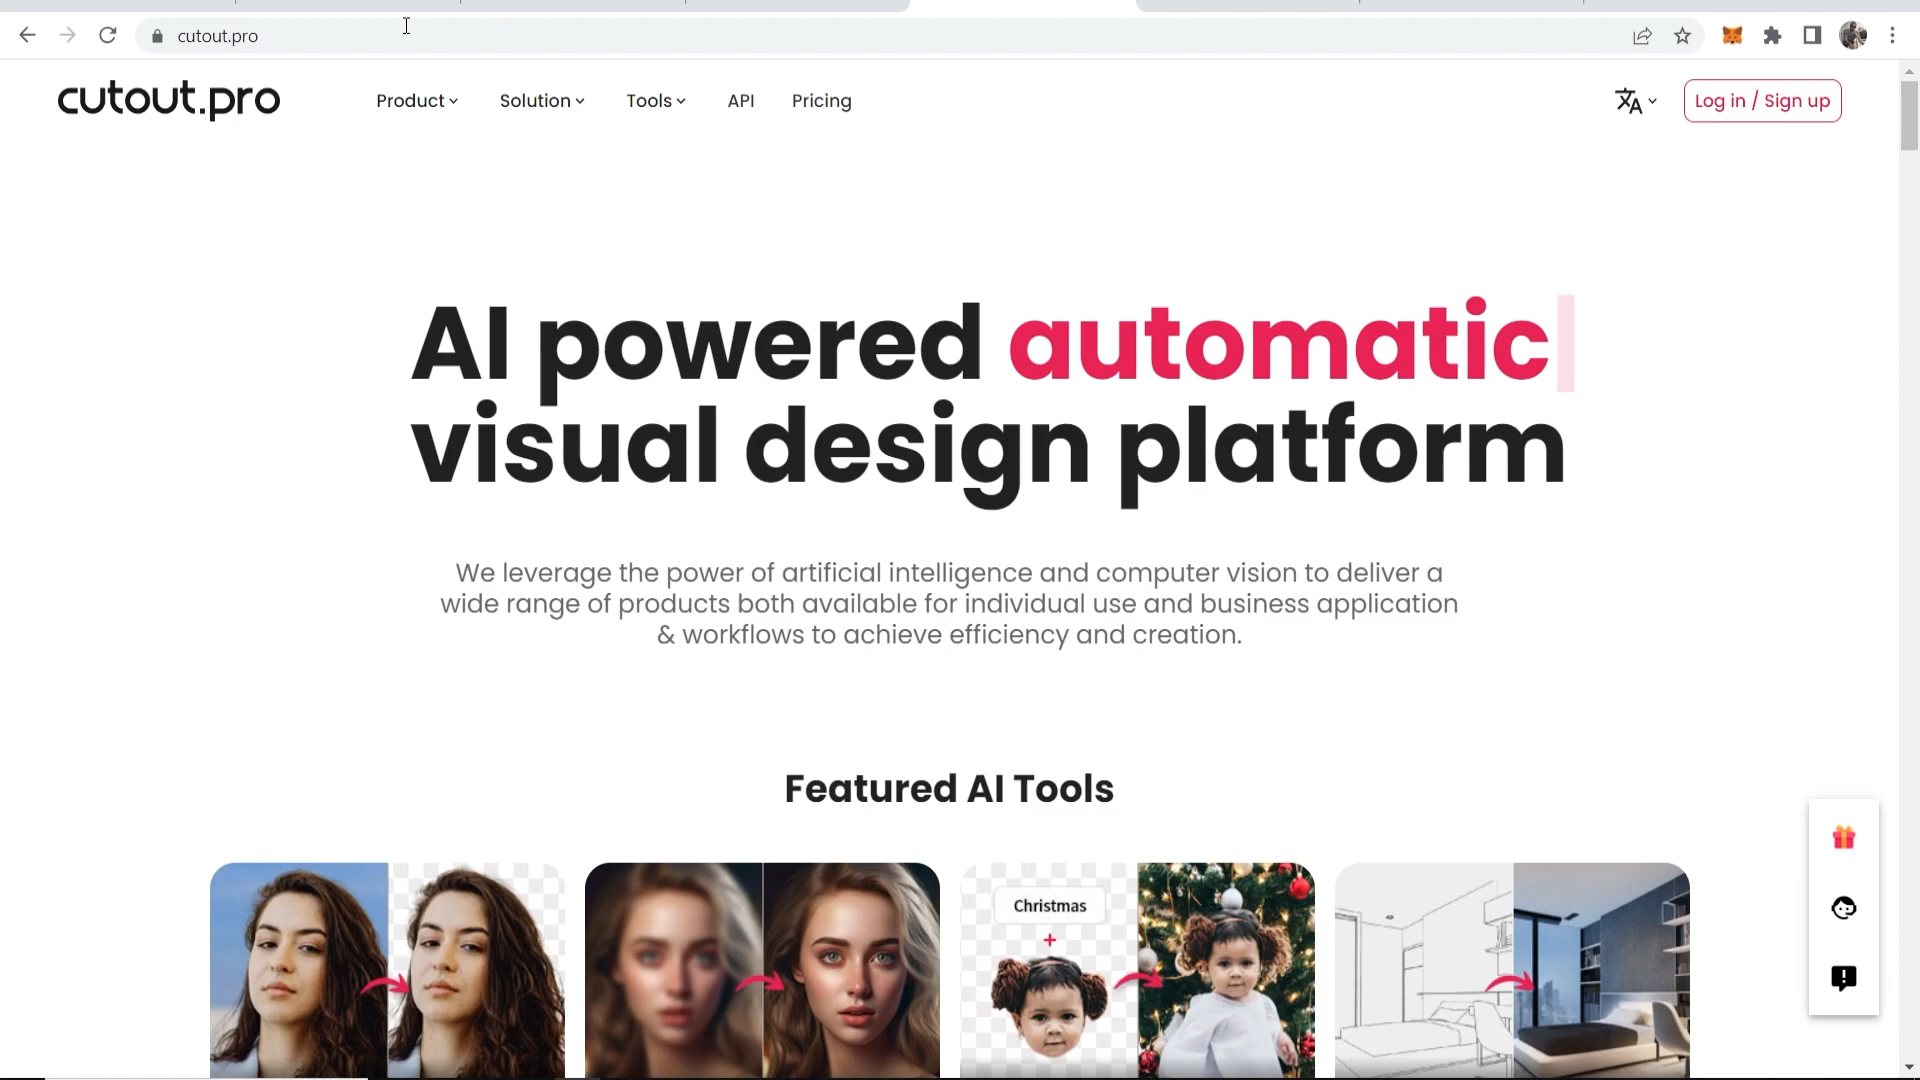 cutout.pro
cutout.pro
Product
Solution
Tools
API
Pricing
Log in / Sign up
AI powered automatic
visual design platform
We leverage the power of artificial intelligence and computer vision to deliver a
wide range of products both available for individual use and business application
& workflows to achieve efficiency and creation.
Featured AI Tools
Christmas
+